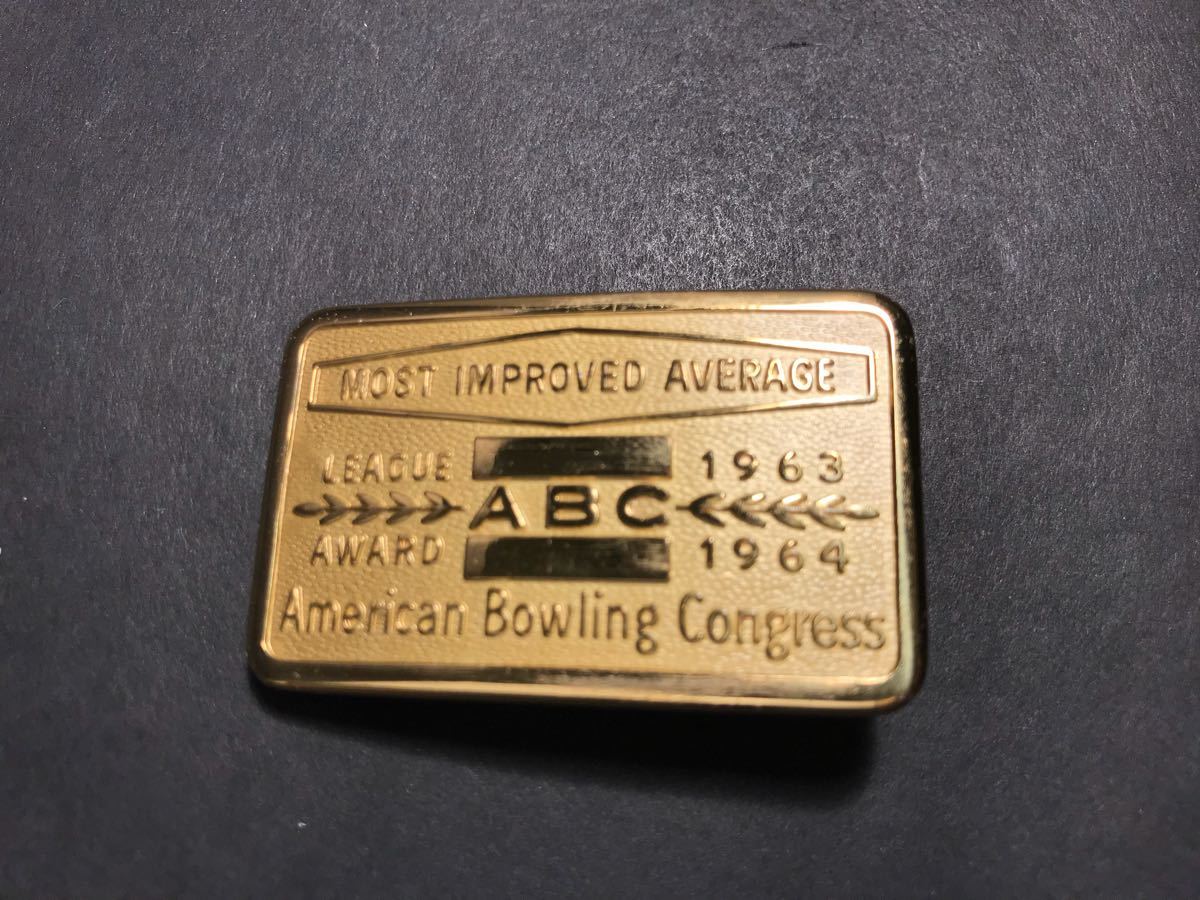 MOST IMPROVED AVERAGE
LEAGUE 1963
ABC
AWARD 1964
American Bowling Congress